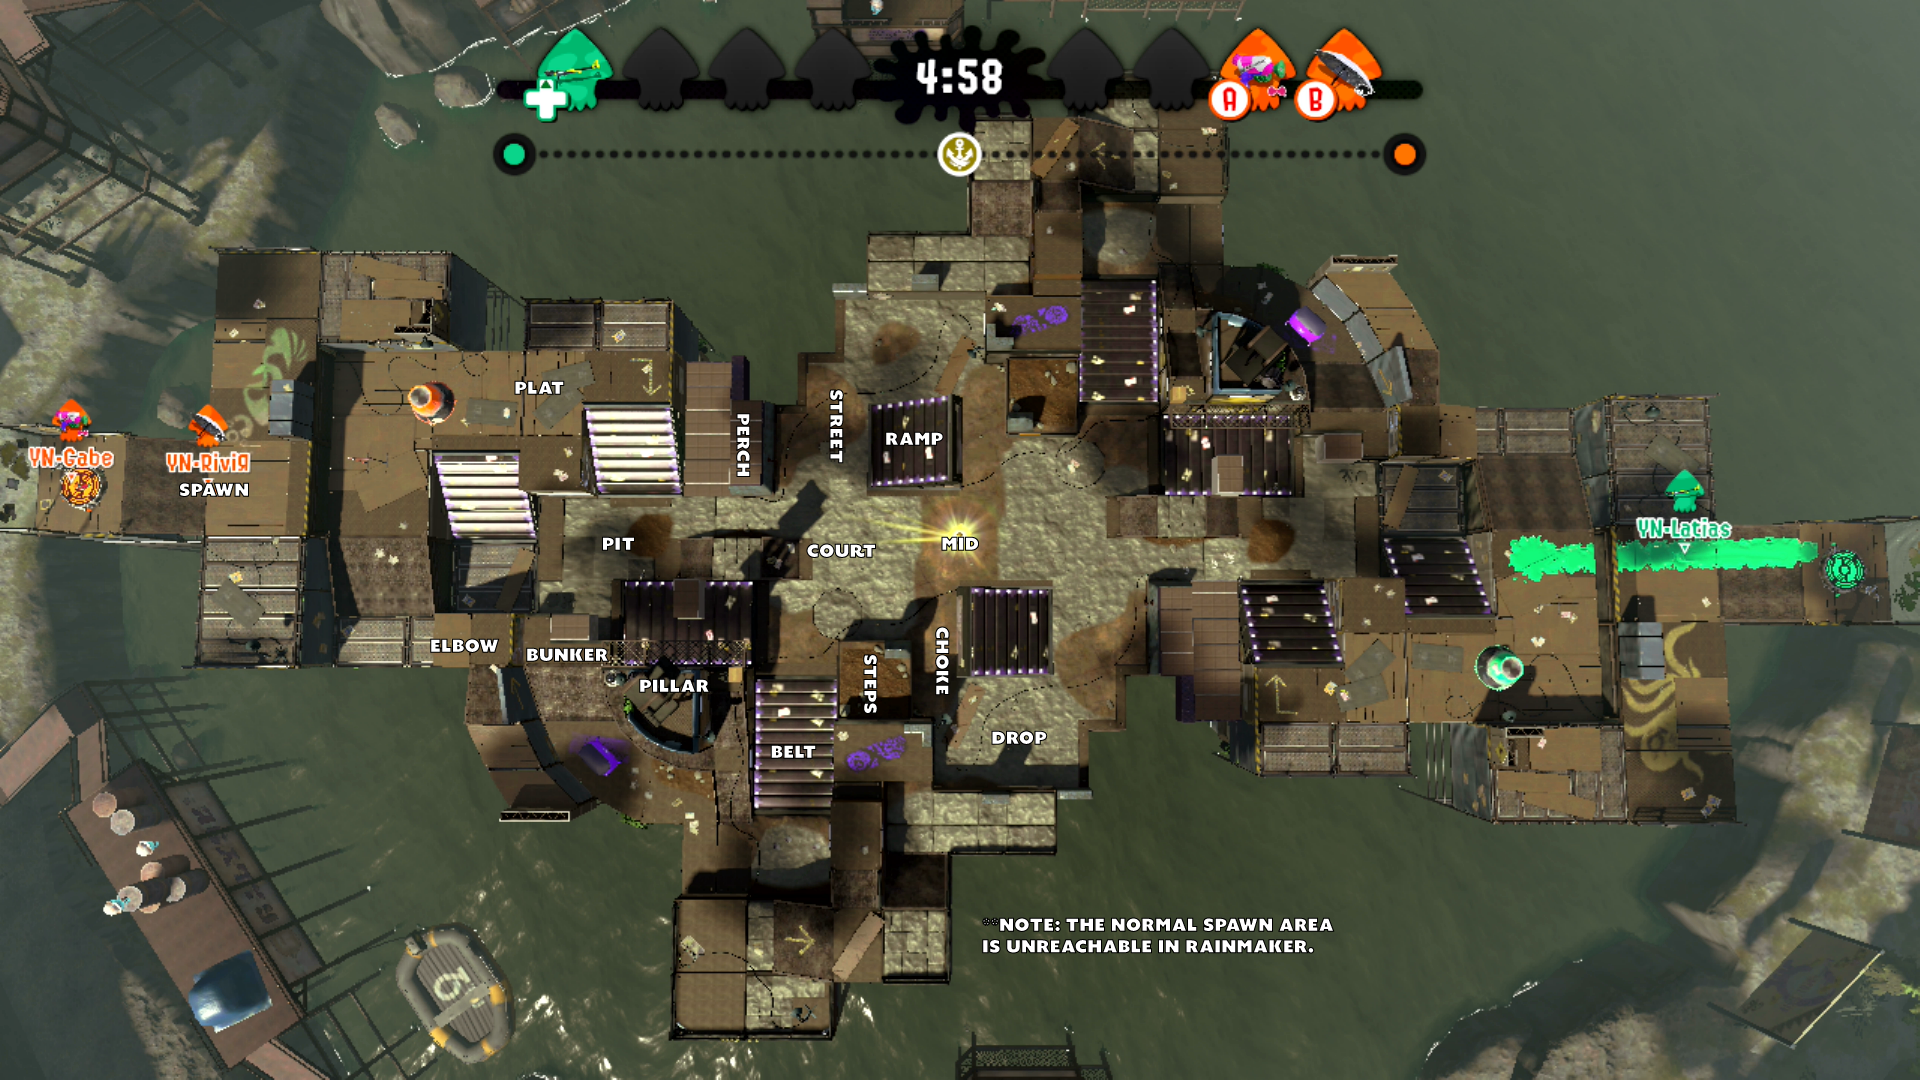 4:58
A
B
PLAT
STREET
RAMP
PERCH
YN-Gabe
YN-RiviЯ
SPAWN
YN-Latias
PIT
COURT
MID
ELBOW
BUNKER
PILLAR
STEPS
CHOKE
BELT
DROP
**NOTE: THE NORMAL SPAWN AREA
IS UNREACHABLE IN RAINMAKER.